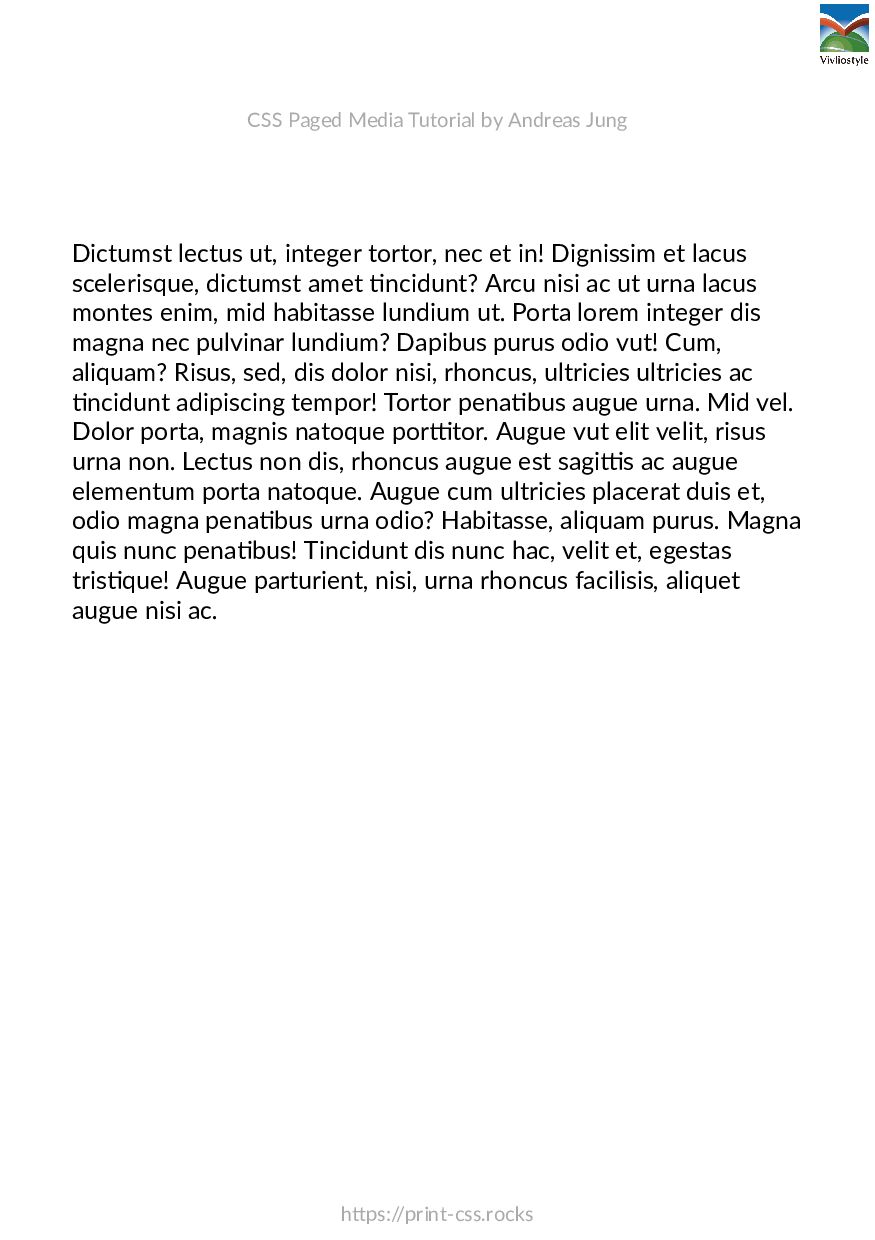 Vivliostyle
CSS Paged Media Tutorial by Andreas Jung
Dictumst lectus ut, integer tortor, nec et in! Dignissim et lacus
scelerisque, dictumst amet tincidunt? Arcu nisi ac ut urna lacus
montes enim, mid habitasse lundium ut. Porta lorem integer dis
magna nec pulvinar lundium? Dapibus purus odio vut! Cum,
aliquam? Risus, sed, dis dolor nisi, rhoncus, ultricies ultricies ac
tincidunt adipiscing tempor! Tortor penatibus augue urna. Mid vel.
Dolor porta, magnis natoque porttitor. Augue vut elit velit, risus
urna non. Lectus non dis, rhoncus augue est sagittis ac augue
elementum porta natoque. Augue cum ultricies placerat duis et,
odio magna penatibus urna odio? Habitasse, aliquam purus. Magna
quis nunc penatibus! Tincidunt dis nunc hac, velit et, egestas
tristique! Augue parturient, nisi, urna rhoncus facilisis, aliquet
augue nisi ac.
https://print-css.rocks